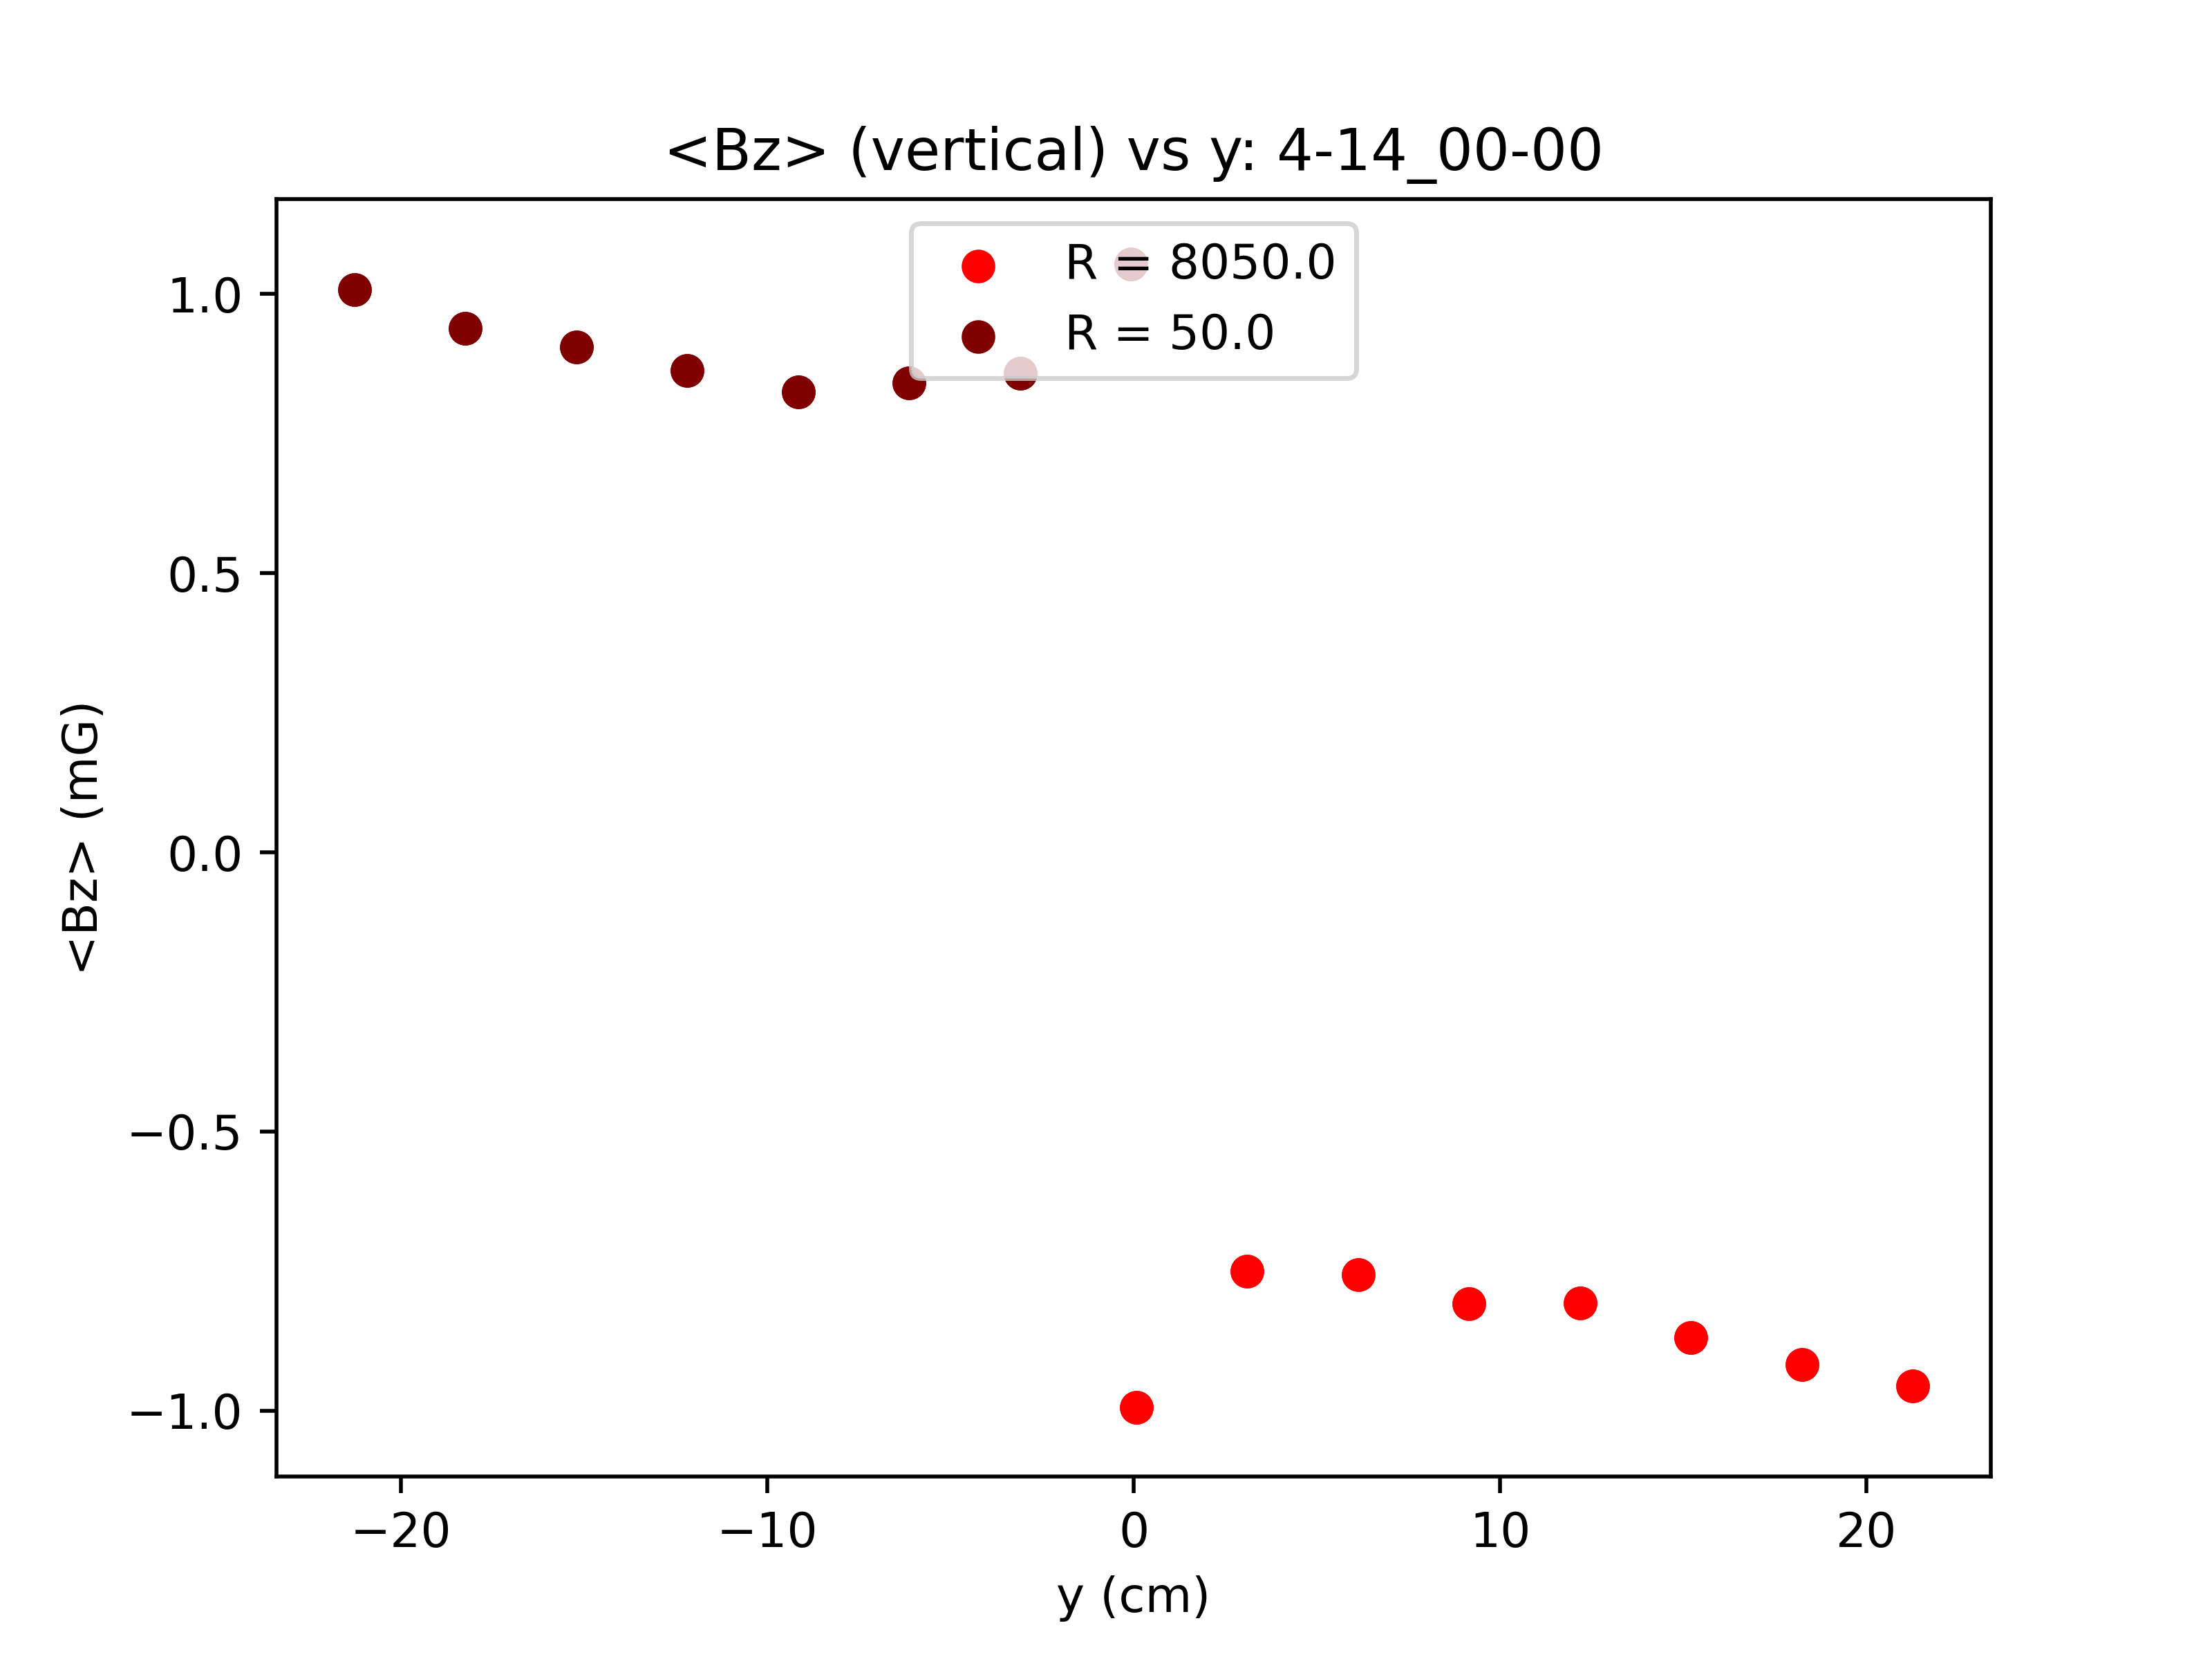 <Bz> (vertical) vs y: 4-14_00-00
R = 8050.0
R = 50.0
1.0
0.5
0.0
−0.5
−1.0
<Bz> (mG)
−20
−10
0
10
20
y (cm)